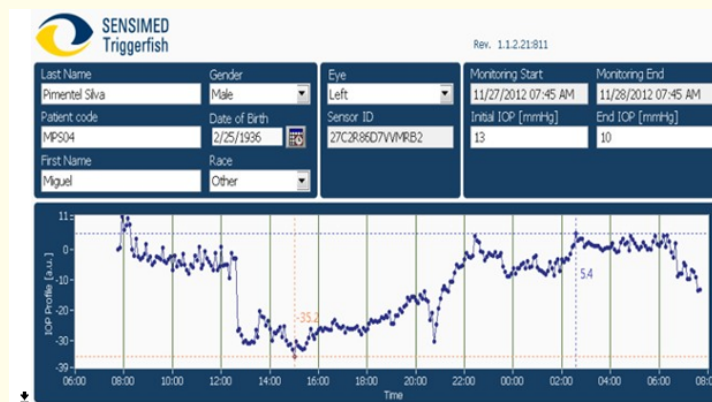 SENSIMED
Triggerfish
Rev. 1.1.2.21:811
Last Name
Gender
Eye
Monitoring Start
Monitoring End
Pimentel Silva
Male
Left
11/27/2012 07:45 AM
11/28/2012 07:45 AM
Patient code
Date of Birth
Sensor ID
Initial IOP [mmHg]
End IOP [mmHg]
MPS04
2/25/1936
27C2R86D7VVMRB2
13
10
First Name
Race
Miguel
Other
IOP Profile [a.u.]
11
0
-10
-20
-30
-39
-35.2
5.4
06:00 08:00 10:00 12:00 14:00 16:00 18:00 20:00 22:00 00:00 02:00 04:00 06:00 08:0
Time